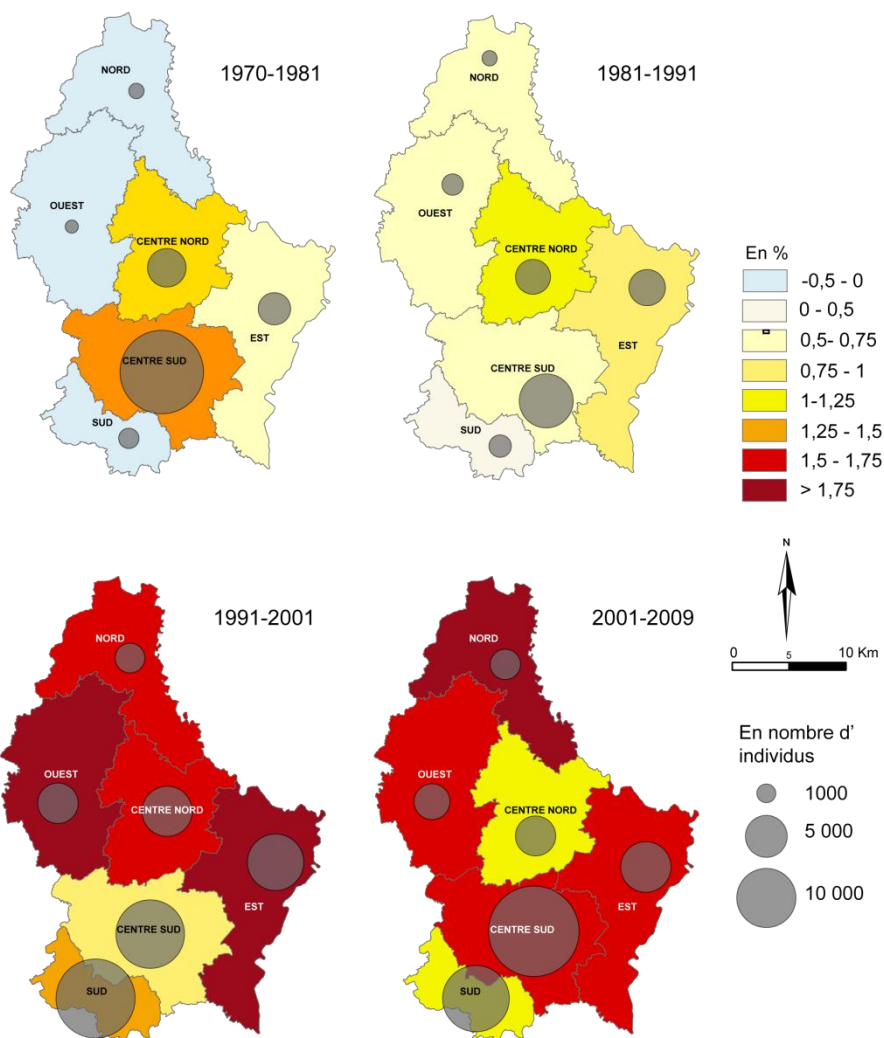 1970-1981
NORD
OUEST
CENTRE NORD
EST
CENTRE SUD
SUD
1981-1991
NORD
OUEST
CENTRE NORD
EST
CENTRE SUD
SUD
En %
-0,5 - 0
0 - 0,5
0,5- 0,75
0,75 - 1
1-1,25
1,25 - 1,5
1,5 - 1,75
> 1,75
N
0 5 10 Km
En nombre d'
individus
1000
5 000
10 000
1991-2001
NORD
OUEST
CENTRE NORD
EST
CENTRE SUD
SUD
2001-2009
NORD
OUEST
CENTRE NORD
EST
CENTRE SUD
SUD